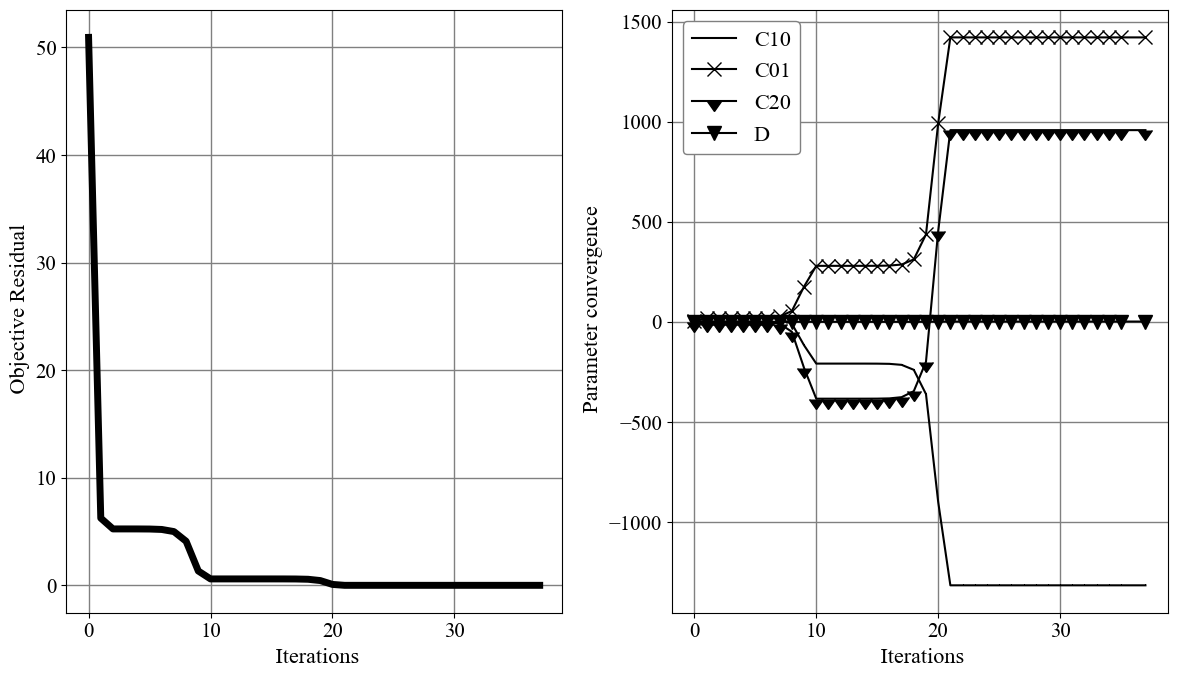 50
40
30
20
10
0
Objective Residual
0 10 20 30
Iterations
1500
1000
500
0
−500
−1000
Parameter convergence
C10
C01
C20
D
0 10 20 30
Iterations